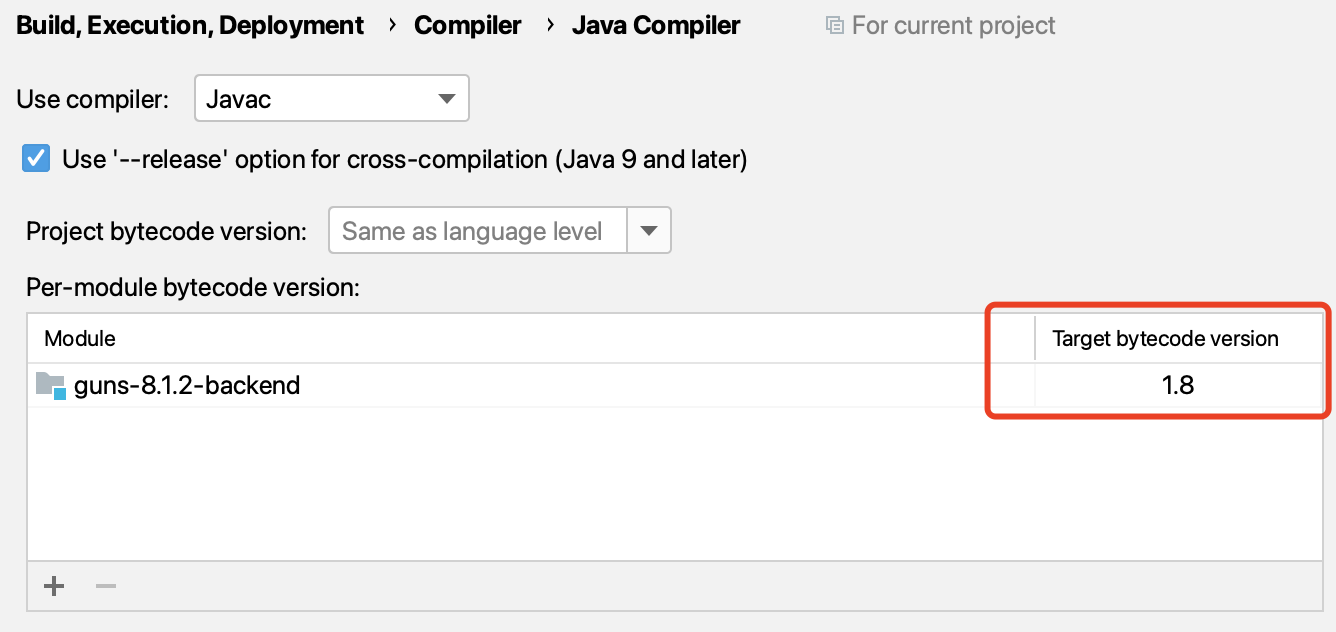 Build, Execution, Deployment › Compiler › Java Compiler For current project
Use compiler: Javac
Use '--release' option for cross-compilation (Java 9 and later)
Project bytecode version: Same as language level
Per-module bytecode version:
Module Target bytecode version
guns-8.1.2-backend 1.8